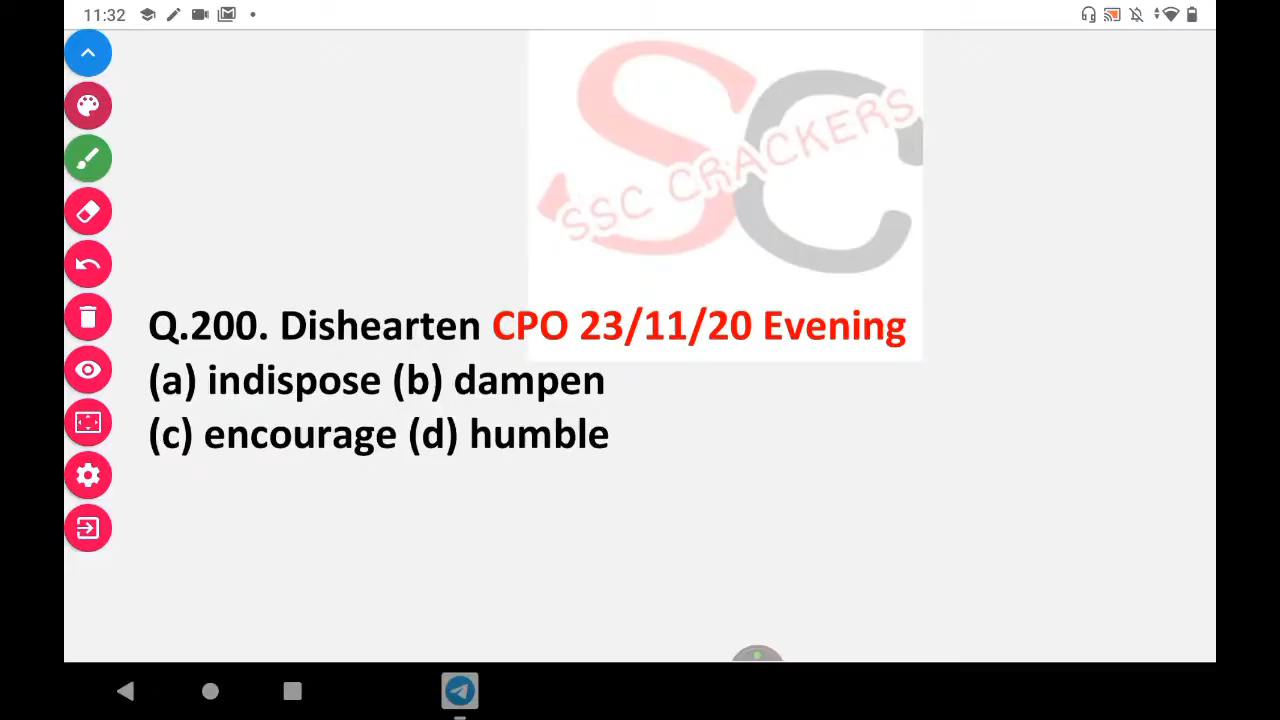 11:32
SSC CRACKERS
Q.200. Dishearten CPO 23/11/20 Evening
(a) indispose (b) dampen
(c) encourage (d) humble